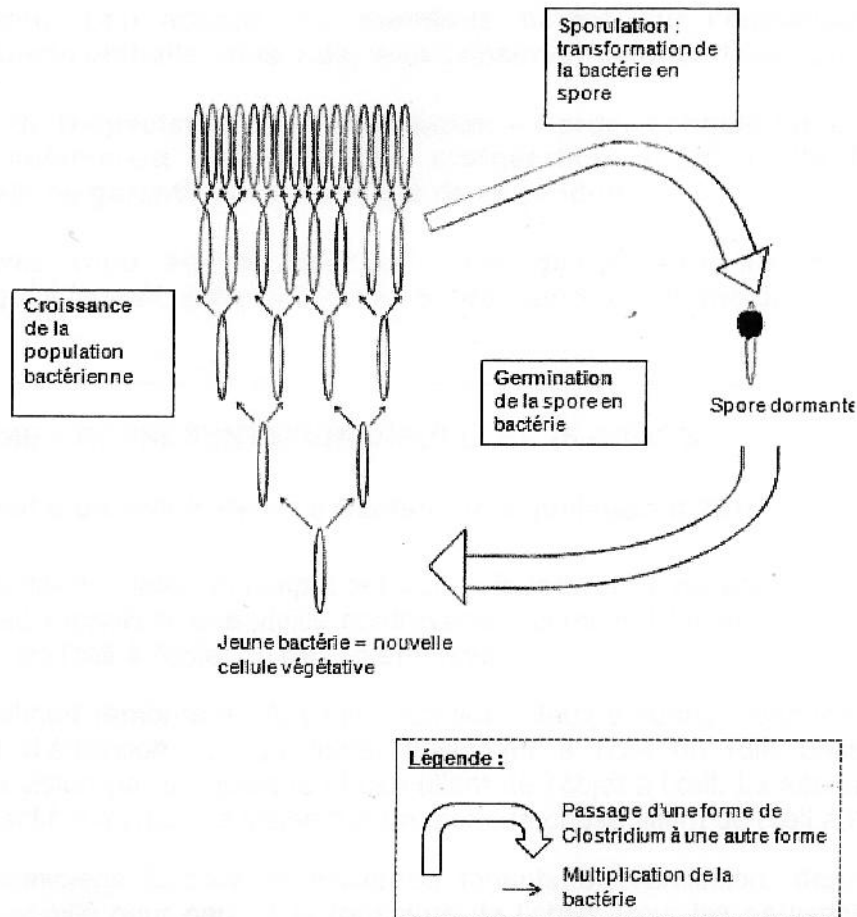 Sporulation :
transformation de
la bactérie en
spore
Croissance
de la
population
bactérienne
Germination
de la spore en
bactérie
Spore dormante
Jeune bactérie = nouvelle
cellule végétative
Légende :
Passage d'une forme de
Clostridium à une autre forme
Multiplication de la
bactérie